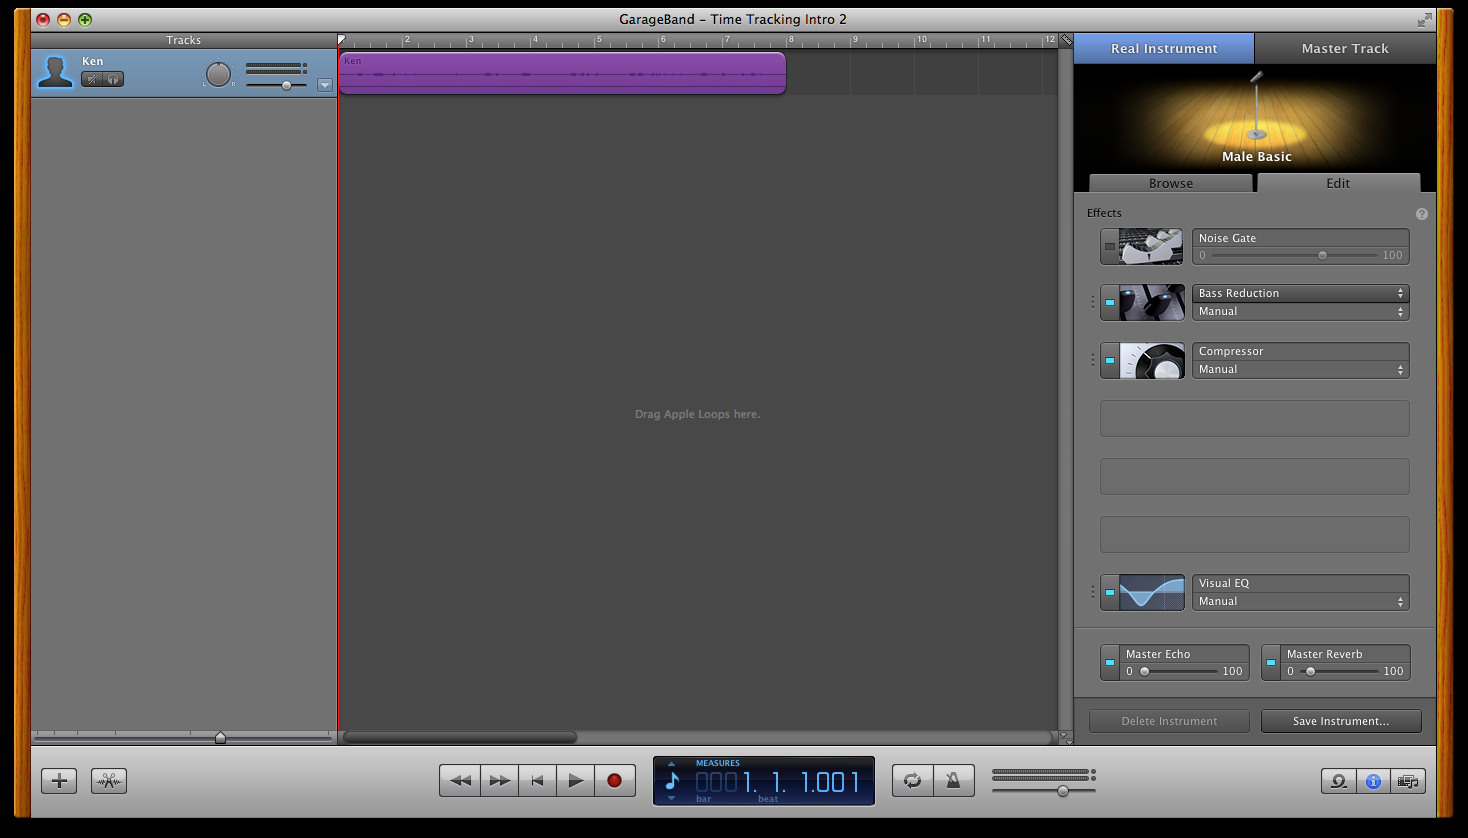 GarageBand – Time Tracking Intro 2
Tracks
2 3 4 5 6 7 8 9 10 11 12
Real Instrument
Master Track
Ken
L R
Ken
Male Basic
Browse
Edit
Effects
?
Noise Gate
0 100
Bass Reduction
Manual
Compressor
Manual
Drag Apple Loops here.
Visual EQ
Manual
Master Echo
0 100
Master Reverb
0 100
Delete Instrument
Save Instrument...
MEASURES
0001. 1. 1.001
bar beat
i